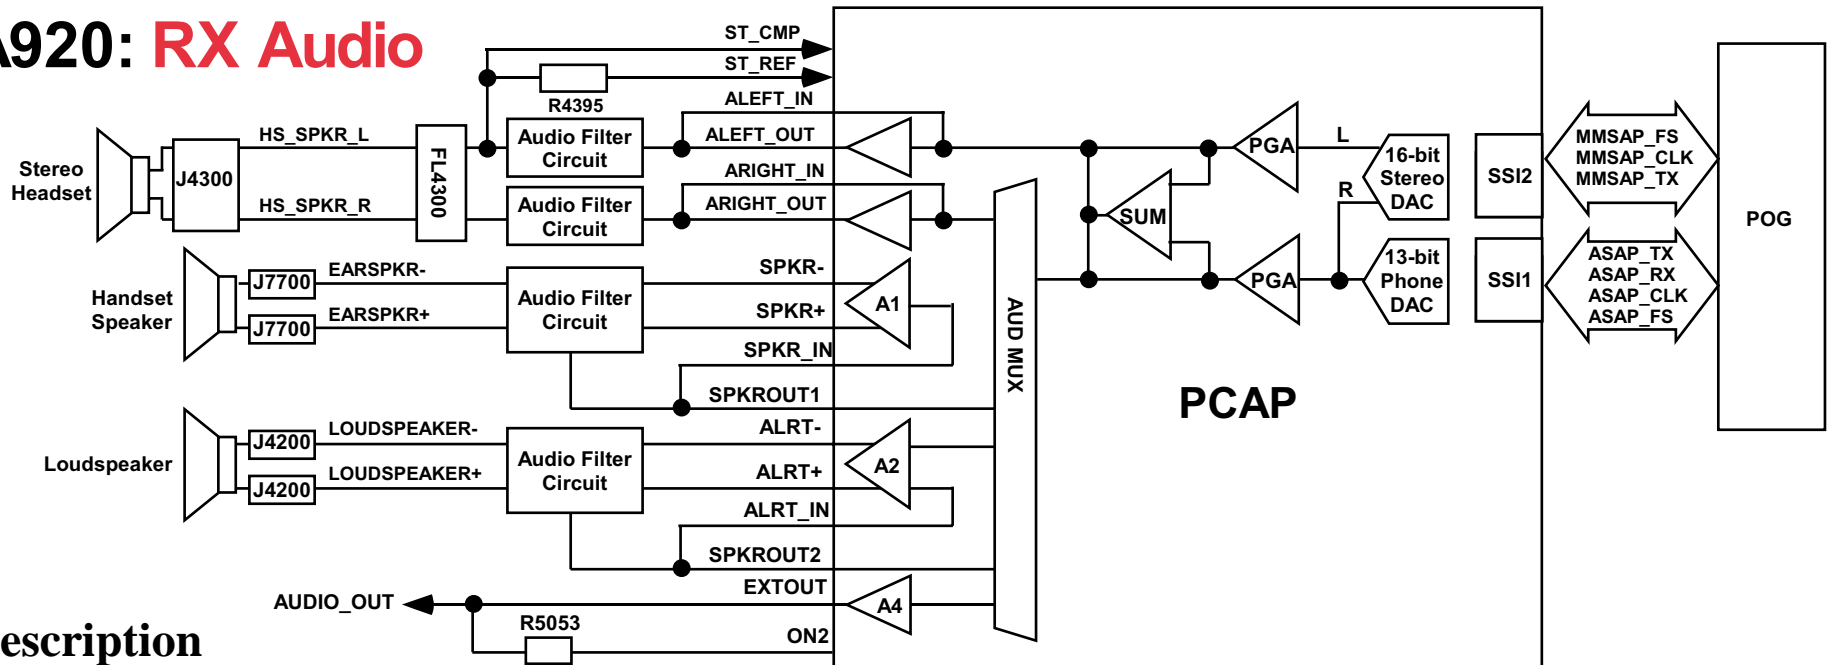 A920: RX Audio
ST_CMP
ST_REF
R4395
ALEFT_IN
ALEFT_OUT
ARIGHT_IN
ARIGHT_OUT
Stereo
Headset
J4300
HS_SPKR_L
HS_SPKR_R
FL4300
Audio Filter
Circuit
Audio Filter
Circuit
PGA
L
R
16-bit
Stereo
DAC
SUM
PGA
13-bit
Phone
DAC
SSI2
SSI1
MMSAP_FS
MMSAP_CLK
MMSAP_TX
ASAP_TX
ASAP_RX
ASAP_CLK
ASAP_FS
POG
Handset
Speaker
J7700
J7700
EARSPKR-
EARSPKR+
Audio Filter
Circuit
SPKR-
SPKR+
A1
SPKR_IN
SPKROUT1
AUD MUX
PCAP
Loudspeaker
J4200
J4200
LOUDSPEAKER-
LOUDSPEAKER+
Audio Filter
Circuit
ALRT-
ALRT+
A2
ALRT_IN
SPKROUT2
EXTOUT
A4
AUDIO_OUT
R5053
ON2
escription